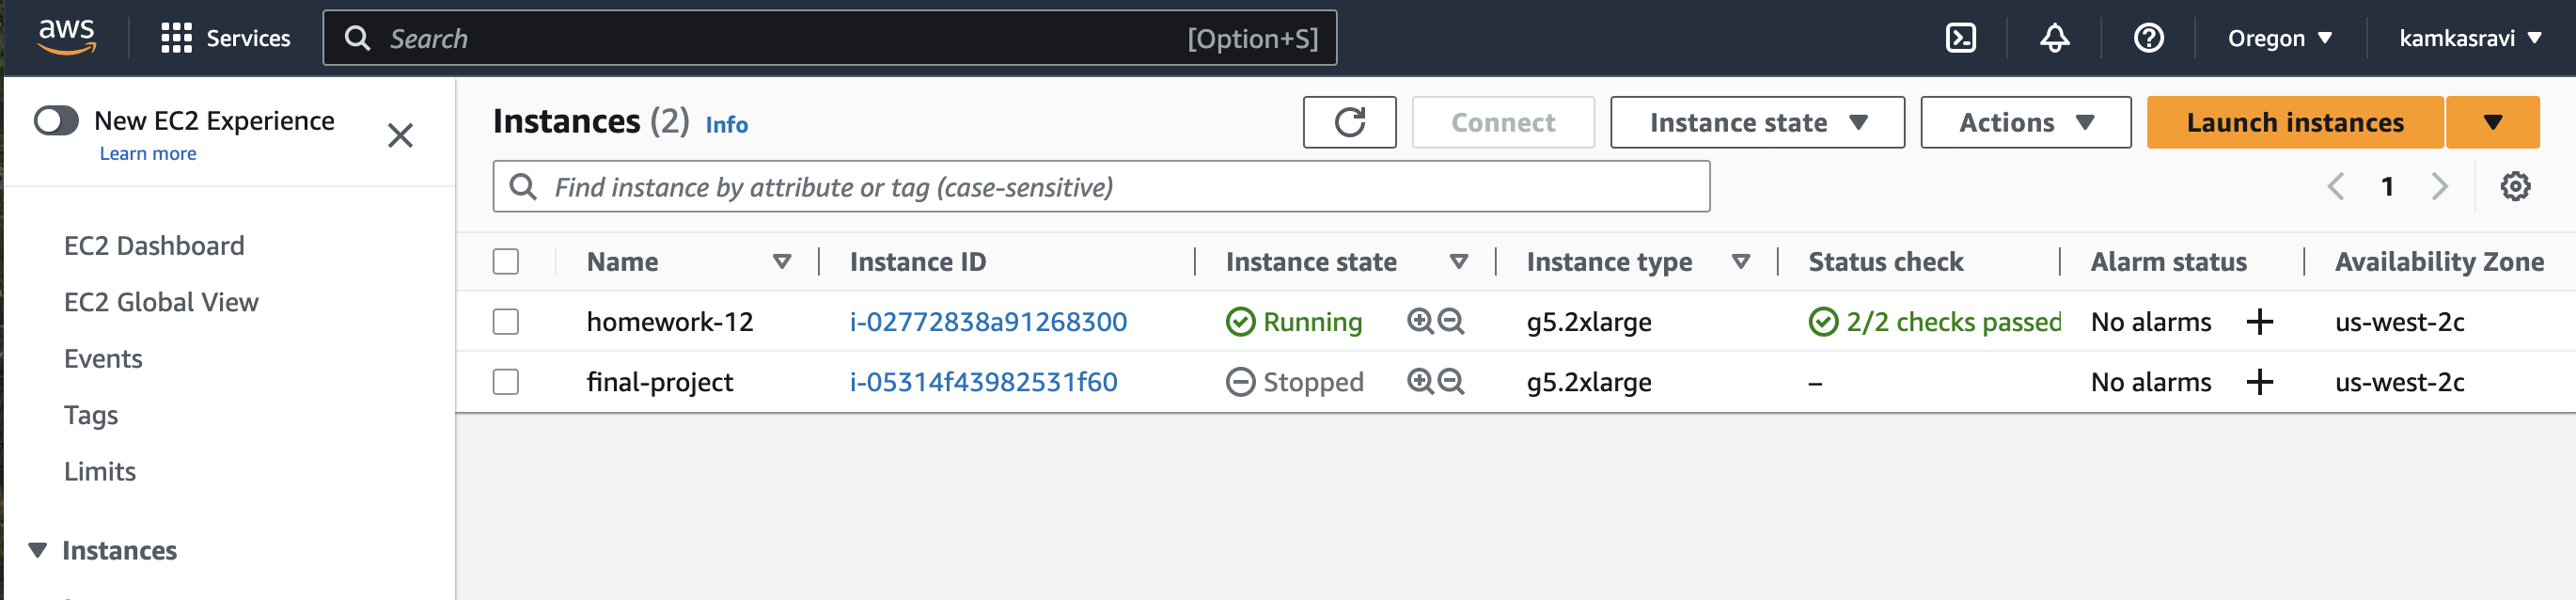 aws Services Search [Option+S] Oregon kamkasravi
New EC2 Experience
Learn more
EC2 Dashboard
EC2 Global View
Events
Tags
Limits
Instances
Instances (2) Info Connect Instance state Actions Launch instances
Find instance by attribute or tag (case-sensitive) 1
Name Instance ID Instance state Instance type Status check Alarm status Availability Zone
homework-12 i-02772838a91268300 Running g5.2xlarge 2/2 checks passed No alarms + us-west-2c
final-project i-05314f43982531f60 Stopped g5.2xlarge – No alarms + us-west-2c